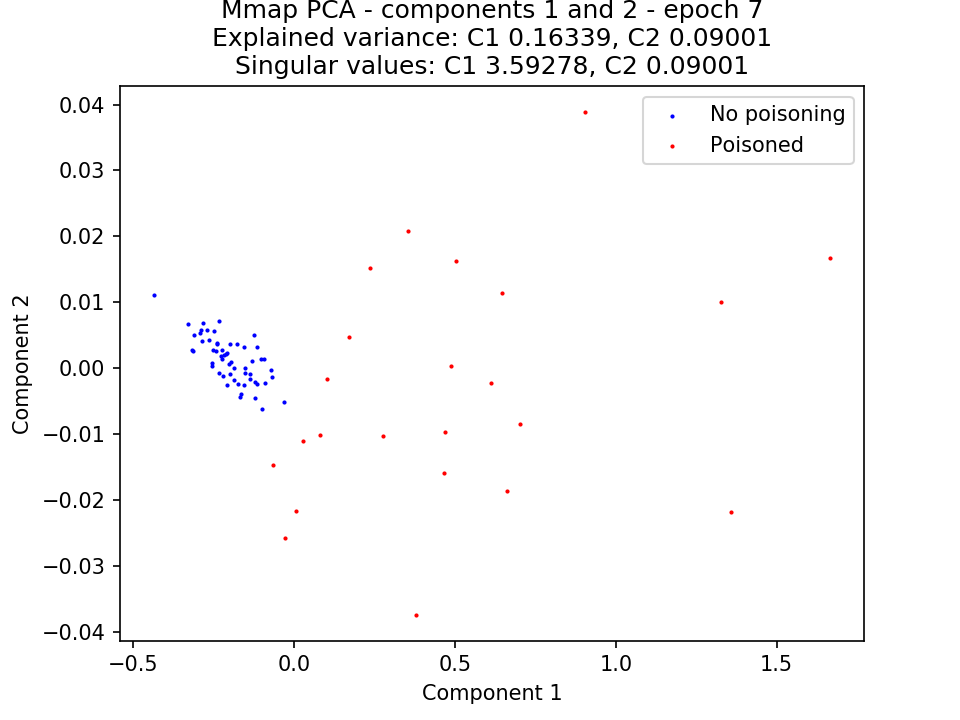 Mmap PCA - components 1 and 2 - epoch 7
Explained variance: C1 0.16339, C2 0.09001
Singular values: C1 3.59278, C2 0.09001
No poisoning
Poisoned
0.04
0.03
0.02
0.01
0.00
−0.01
−0.02
−0.03
−0.04
Component 2
−0.5
0.0
0.5
1.0
1.5
Component 1